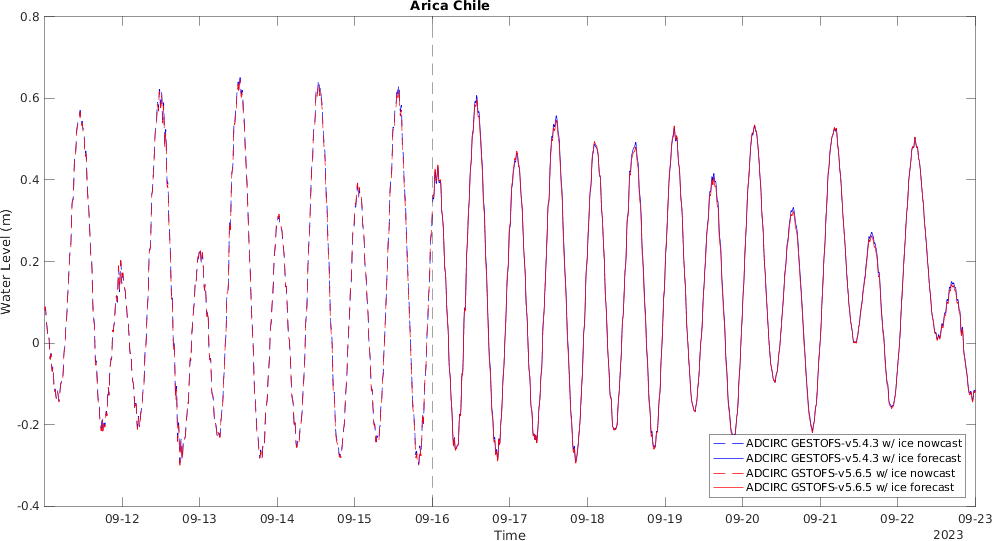 Arica Chile
0.8
0.6
0.4
0.2
0
-0.2
-0.4
Water Level (m)
09-12
09-13
09-14
09-15
09-16
09-17
09-18
09-19
09-20
09-21
09-22
09-23
Time
2023
ADCIRC GESTOFS-v5.4.3 w/ ice nowcast
ADCIRC GESTOFS-v5.4.3 w/ ice forecast
ADCIRC GSTOFS-v5.6.5 w/ ice nowcast
ADCIRC GSTOFS-v5.6.5 w/ ice forecast